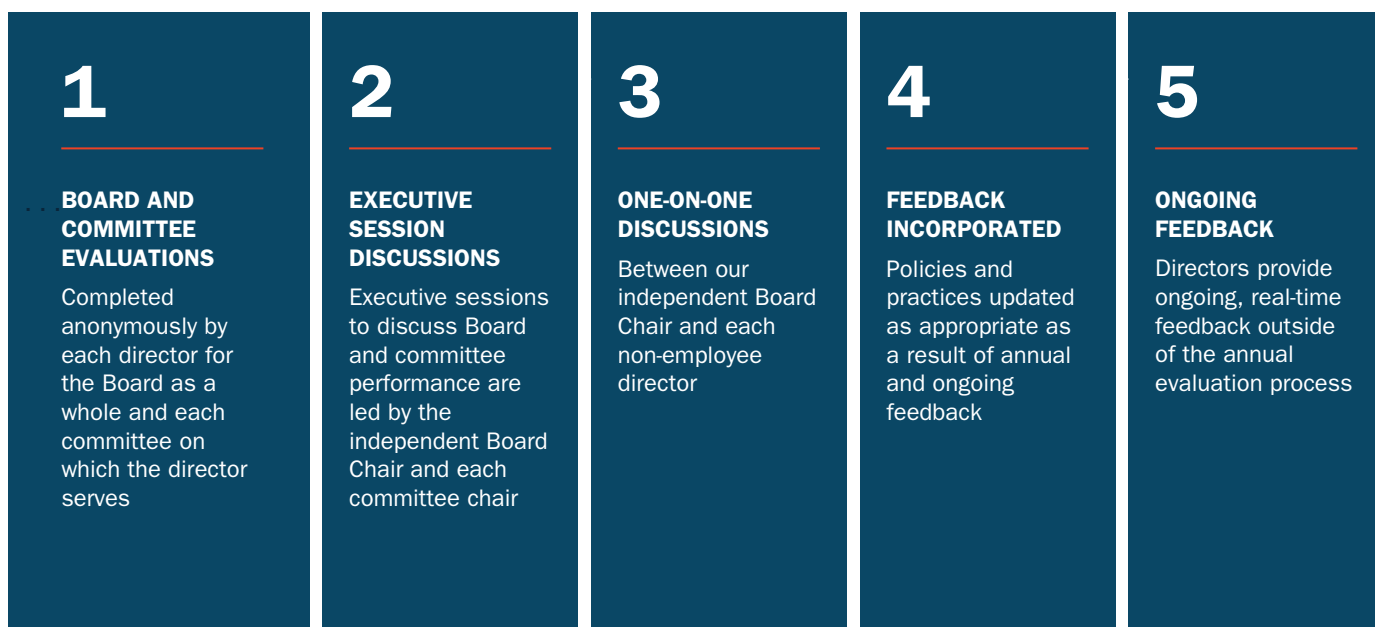 1
BOARD AND
COMMITTEE
EVALUATIONS
Completed
anonymously by
each director for
the Board as a
whole and each
committee on
which the director
serves
2
EXECUTIVE
SESSION
DISCUSSIONS
Executive sessions
to discuss Board
and committee
performance are
led by the
independent Board
Chair and each
committee chair
3
ONE-ON-ONE
DISCUSSIONS
Between our
independent Board
Chair and each
non-employee
director
4
FEEDBACK
INCORPORATED
Policies and
practices updated
as appropriate as
a result of annual
and ongoing
feedback
5
ONGOING
FEEDBACK
Directors provide
ongoing, real-time
feedback outside
of the annual
evaluation process